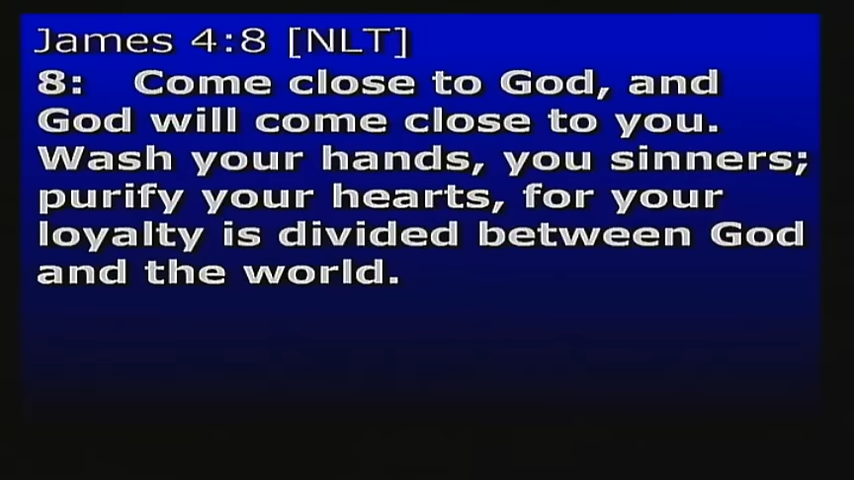 James 4:8 [NLT]
8: Come close to God, and
God will come close to you.
Wash your hands, you sinners;
purify your hearts, for your
loyalty is divided between God
and the world.